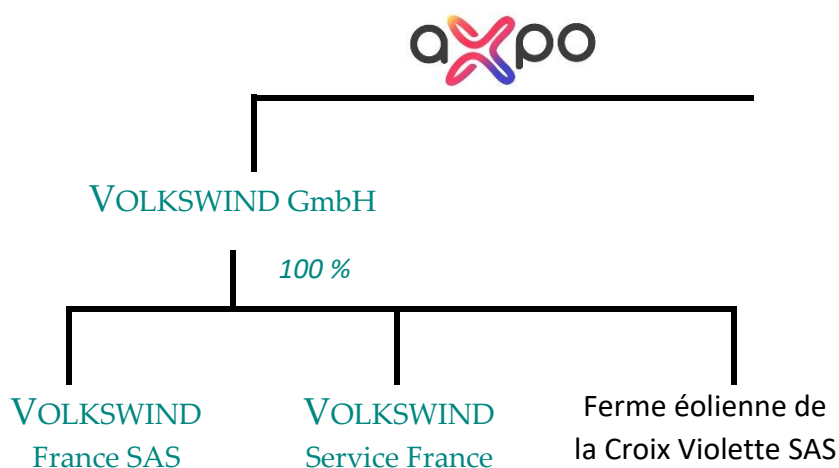 axpo
VOLKSWIND GmbH
100 %
VOLKSWIND
France SAS
VOLKSWIND
Service France
Ferme éolienne de
la Croix Violette SAS